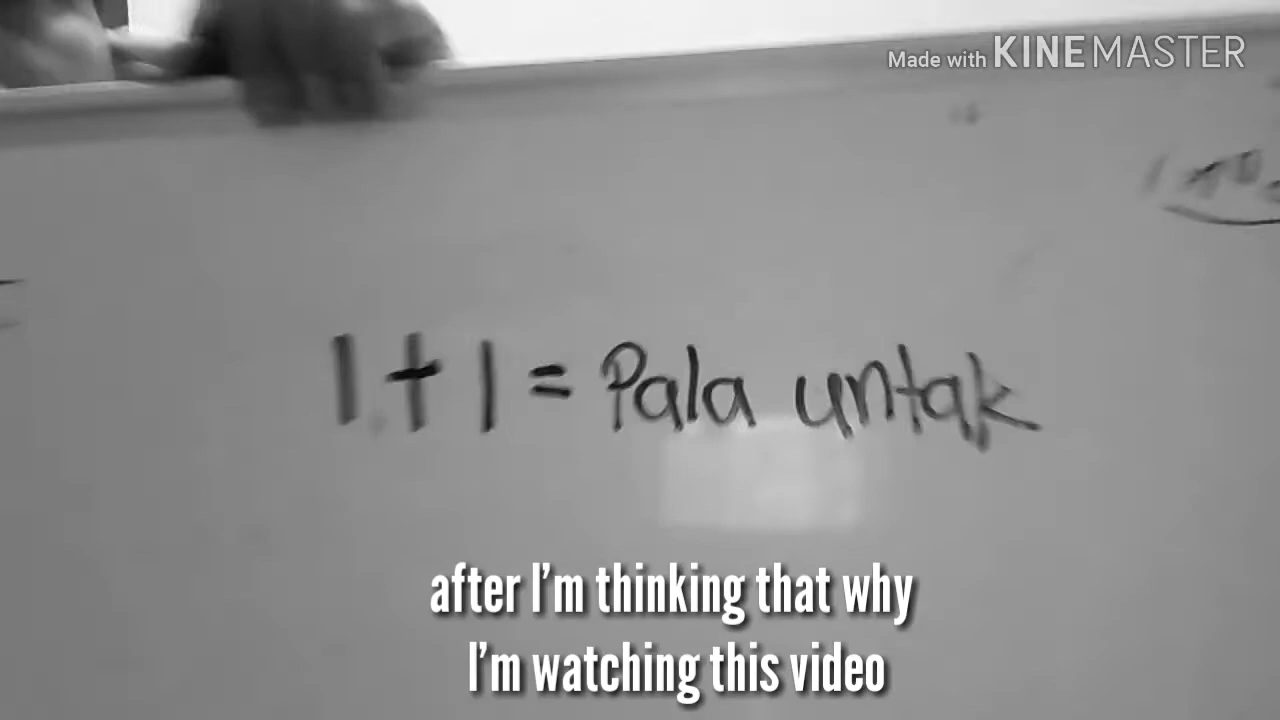 Made with KINEMASTER
1 + 1 = Pala untak
after I'm thinking that why
I'm watching this video